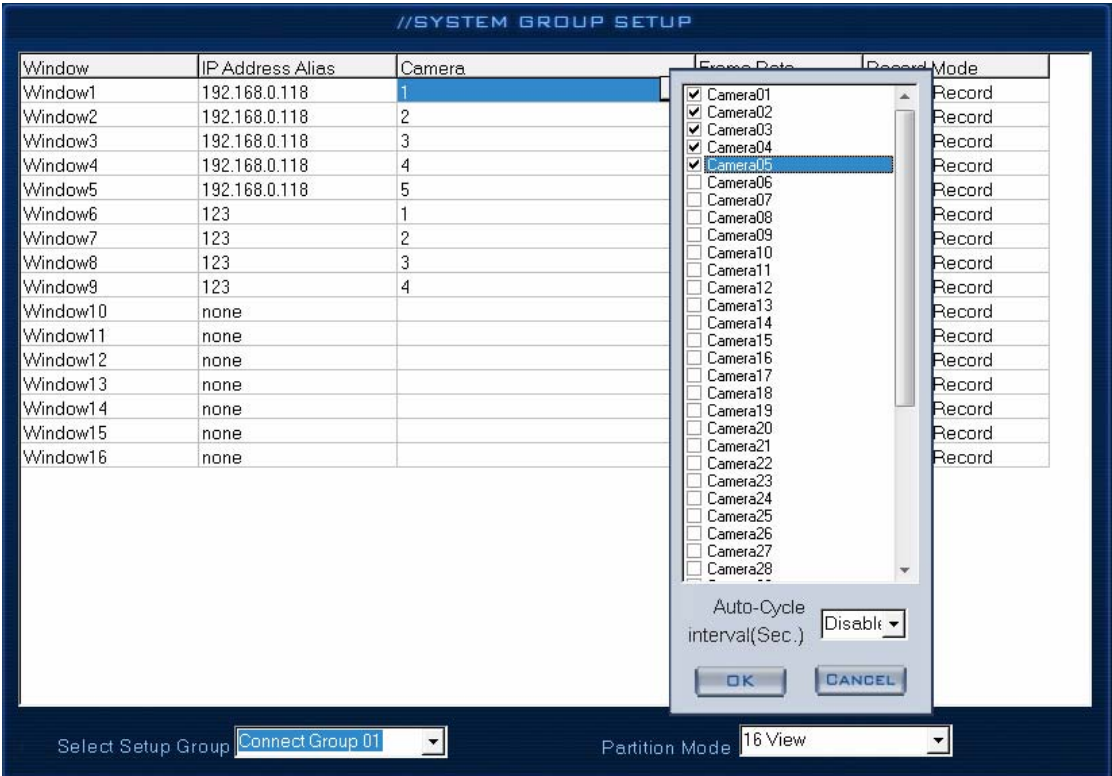 //SYSTEM GROUP SETUP
Window IP Address Alias Camera Frame Rate Record Mode
Window1 192.168.0.118 1 Record
Window2 192.168.0.118 2 Record
Window3 192.168.0.118 3 Record
Window4 192.168.0.118 4 Record
Window5 192.168.0.118 5 Record
Window6 123 1 Record
Window7 123 2 Record
Window8 123 3 Record
Window9 123 4 Record
Window10 none Record
Window11 none Record
Window12 none Record
Window13 none Record
Window14 none Record
Window15 none Record
Window16 none Record
Camera01
Camera02
Camera03
Camera04
Camera05
Camera06
Camera07
Camera08
Camera09
Camera10
Camera11
Camera12
Camera13
Camera14
Camera15
Camera16
Camera17
Camera18
Camera19
Camera20
Camera21
Camera22
Camera23
Camera24
Camera25
Camera26
Camera27
Camera28
Auto-Cycle
interval(Sec.) Disable
OK CANCEL
Select Setup Group Connect Group 01 Partition Mode 16 View